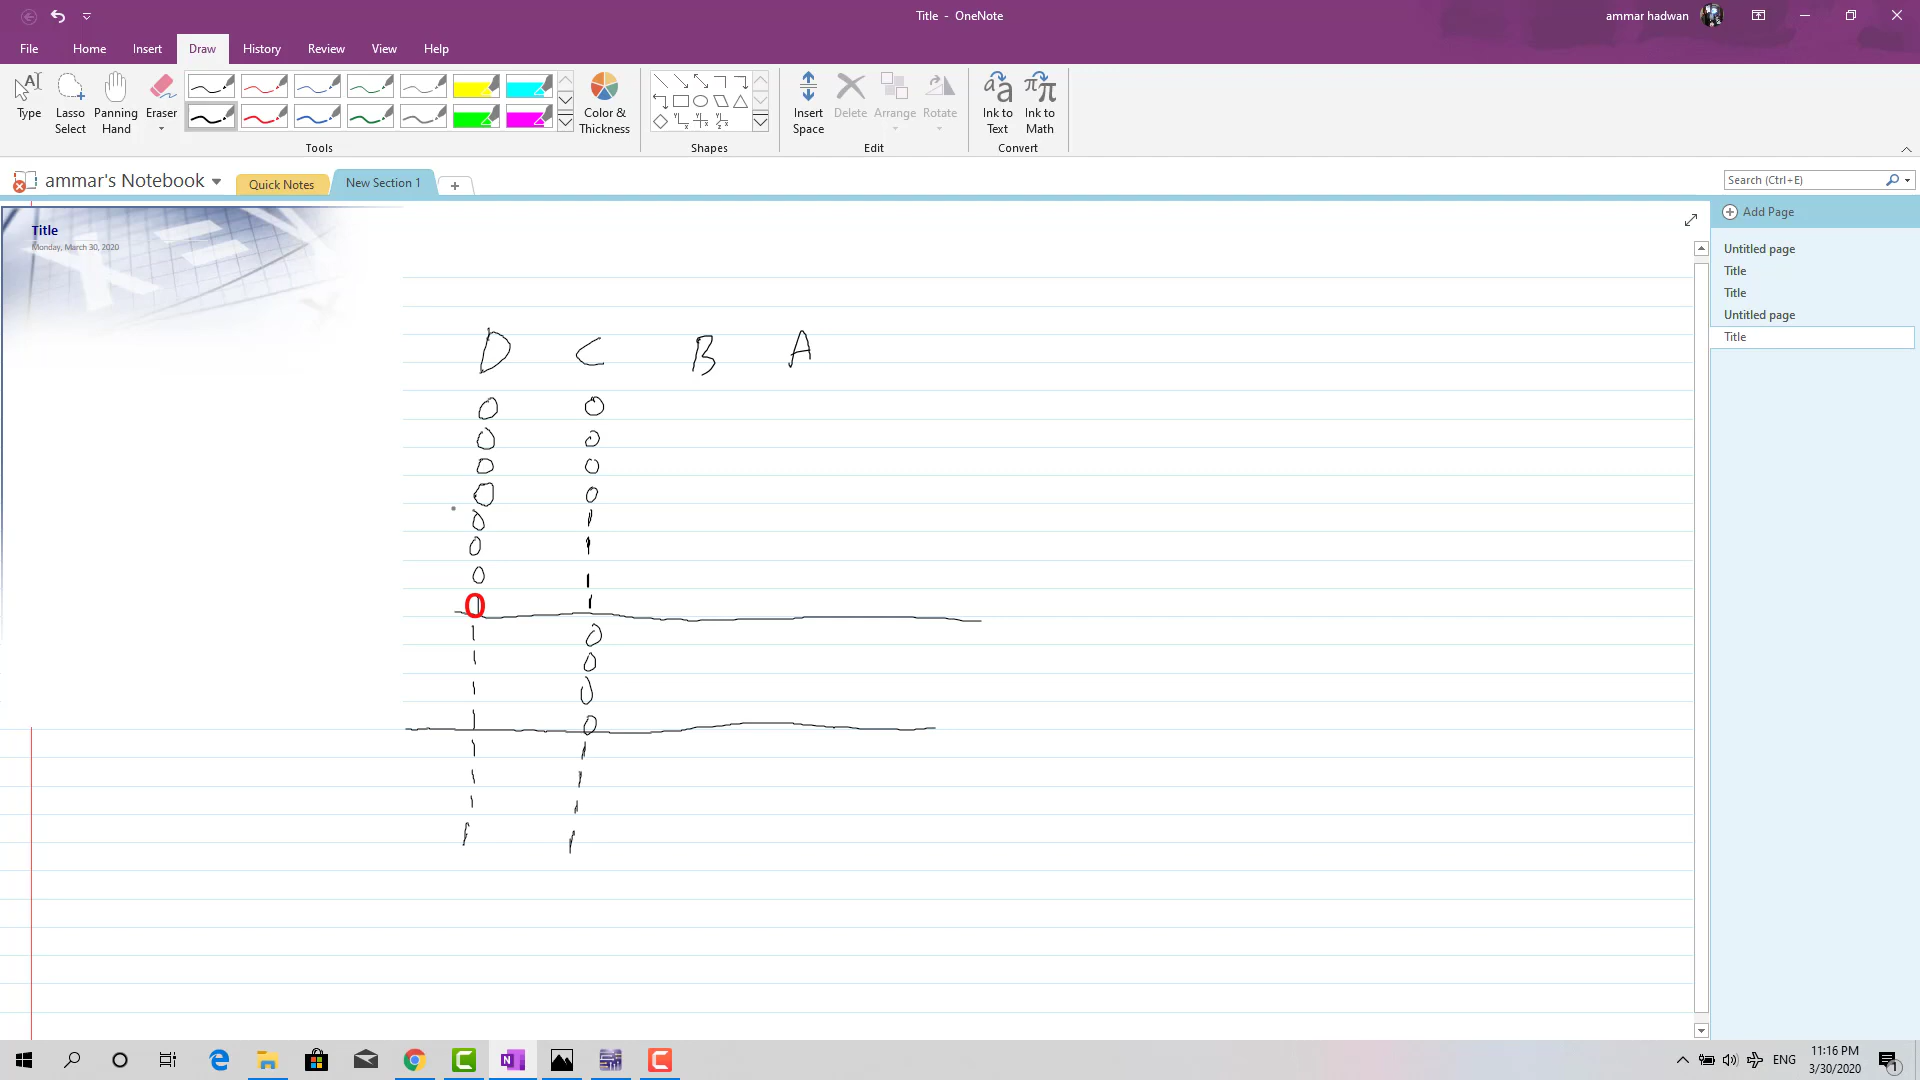 Title - OneNote
ammar hadwan
File Home Insert Draw History Review View Help
Type
Lasso Select
Panning Hand
Eraser
Color & Thickness
Insert Space
Delete
Arrange
Rotate
Ink to Text
Ink to Math
Tools
Shapes
Edit
Convert
ammar's Notebook
Quick Notes
New Section 1
Search (Ctrl+E)
Add Page
Untitled page
Title
Title
Untitled page
Title
Title
Monday, March 30, 2020
D C B A
0 0
0 0
0 0
0 0
0 1
0 1
0 1
0 1
1 0
1 0
1 0
1 0
1 1
1 1
1 1
1 1
ENG
11:16 PM
3/30/2020
1